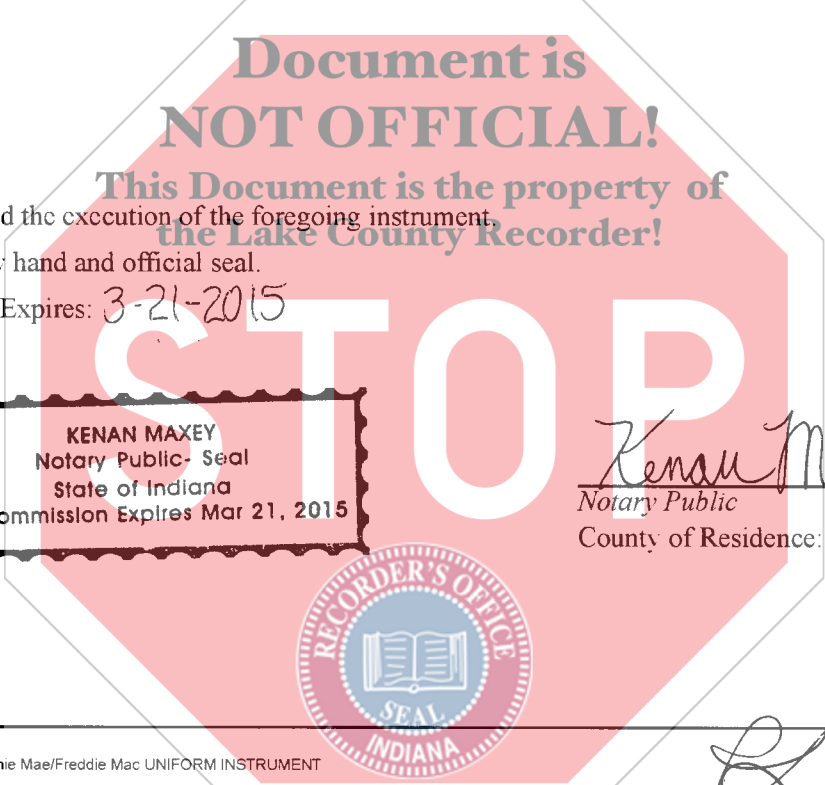 Document is
NOT OFFICIAL!
This Document is the property of
the Lake County Recorder!
d the execution of the foregoing instrument.
hand and official seal.
Expires: 3-21-2015
STOP
KENAN MAXEY
Notary Public- Seal
State of Indiana
ommission Expires Mar 21, 2015
Kenan M
Notary Public
County of Residence:
RECORDER'S OFFICE
SEAL
INDIANA
nie Mae/Freddie Mac UNIFORM INSTRUMENT